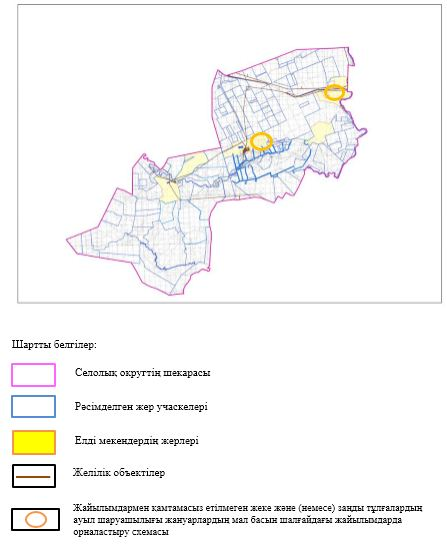 Шартты белгілер:
Селолық округтің шекарасы
Рәсімделген жер учаскелері
Елді мекендердің жерлері
Желілік объектілер
Жайылымдармен қамтамасыз етілмеген жеке және (немесе) заңды тұлғалардың
ауыл шаруашылығы жануарлардың мал басын шалғайдағы жайылымдарда
орналастыру схемасы